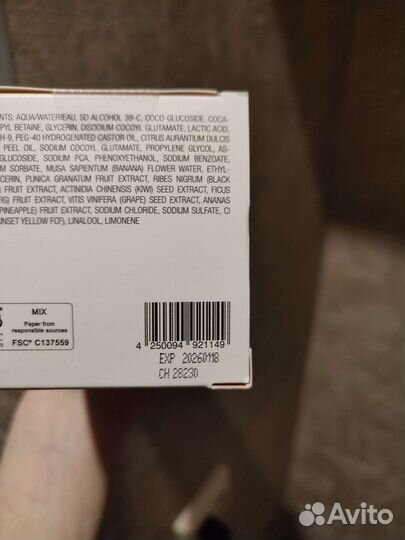 NTS: AQUA/WATER/EAU, SD ALCOHOL 39-C, COCO-GLUCOSIDE, COCA-
PYL BETAINE, GLYCERIN, DISODIUM COCOYL GLUTAMATE, LACTIC ACID,
H-9, PEG-40 HYDROGENATED CASTOR OIL, CITRUS AURANTIUM DULCIS
PEEL OIL, SODIUM COCOYL GLUTAMATE, PROPYLENE GLYCOL, AS-
GLUCOSIDE, SODIUM PCA, PHENOXYETHANOL, SODIUM BENZOATE,
M SORBATE, MUSA SAPIENTUM (BANANA) FLOWER WATER, ETHYL-
CERIN, PUNICA GRANATUM FRUIT EXTRACT, RIBES NIGRUM (BLACK
) FRUIT EXTRACT, ACTINIDIA CHINENSIS (KIWI) SEED EXTRACT, FICUS
RG) FRUIT EXTRACT, VITIS VINIFERA (GRAPE) SEED EXTRACT, ANANAS
PINEAPPLE) FRUIT EXTRACT, SODIUM CHLORIDE, SODIUM SULFATE, CI
UNSET YELLOW FCF), LINALOOL, LIMONENE
MIX
Paper from
responsible sources
FSC® C137559
4 250094 921149
EXP 20260118
CH 28230
Avito